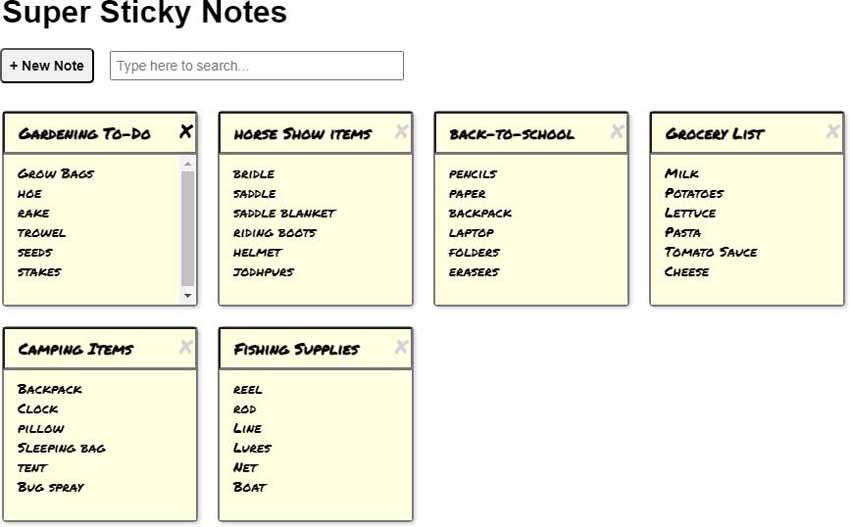 Super Sticky Notes
+ New Note
Type here to search...
Gardening To-Do X
Grow Bags
hoe
rake
trowel
seeds
stakes
horse Show items X
bridle
saddle
saddle blanket
riding boots
helmet
jodhpurs
back-to-school X
pencils
paper
backpack
laptop
folders
erasers
Grocery List X
Milk
Potatoes
Lettuce
Pasta
Tomato Sauce
Cheese
Camping Items X
Backpack
Clock
pillow
Sleeping bag
tent
Bug spray
Fishing Supplies X
reel
rod
Line
Lures
Net
Boat